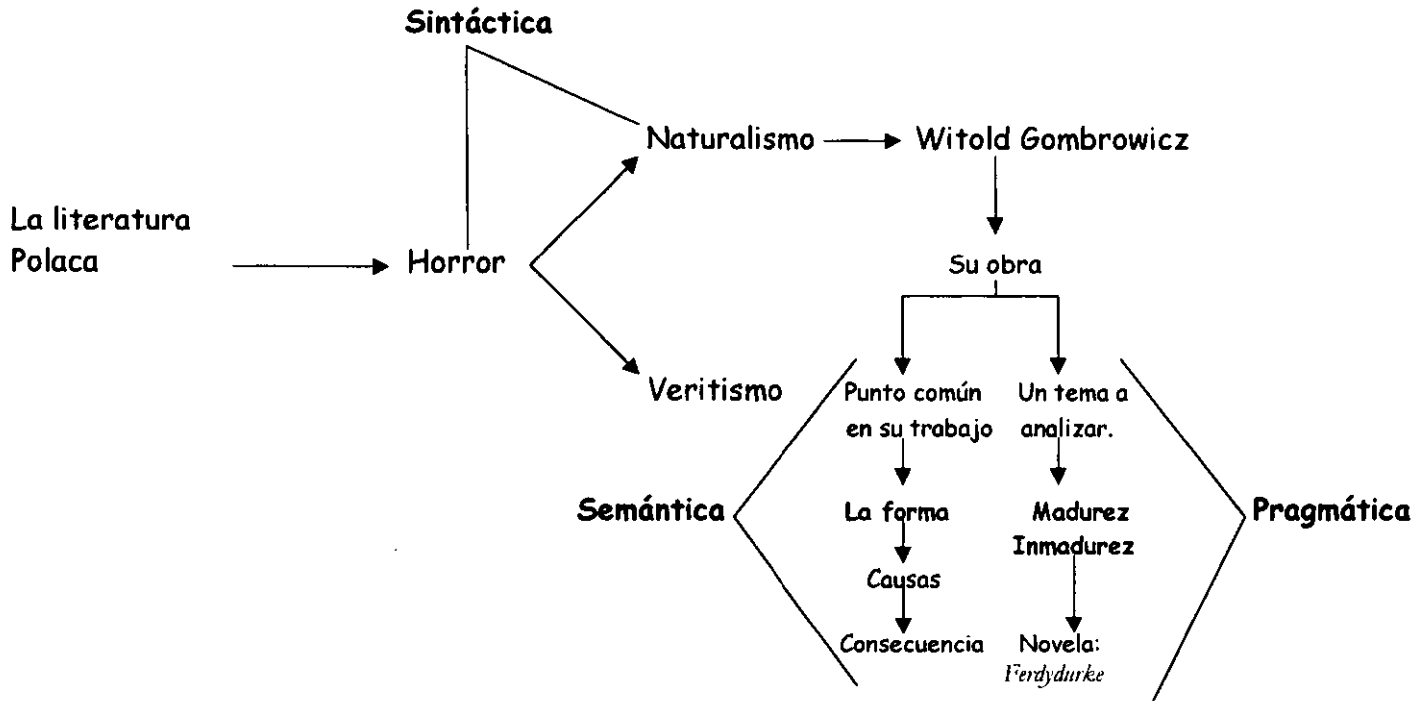 Sintáctica
Naturalismo
Witold Gombrowicz
La literatura
Polaca
Horror
Su obra
Veritismo
Punto común
en su trabajo
Un tema a
analizar.
Semántica
La forma
Madurez
Inmadurez
Pragmática
Causas
Consecuencia
Novela:
Ferdydurke